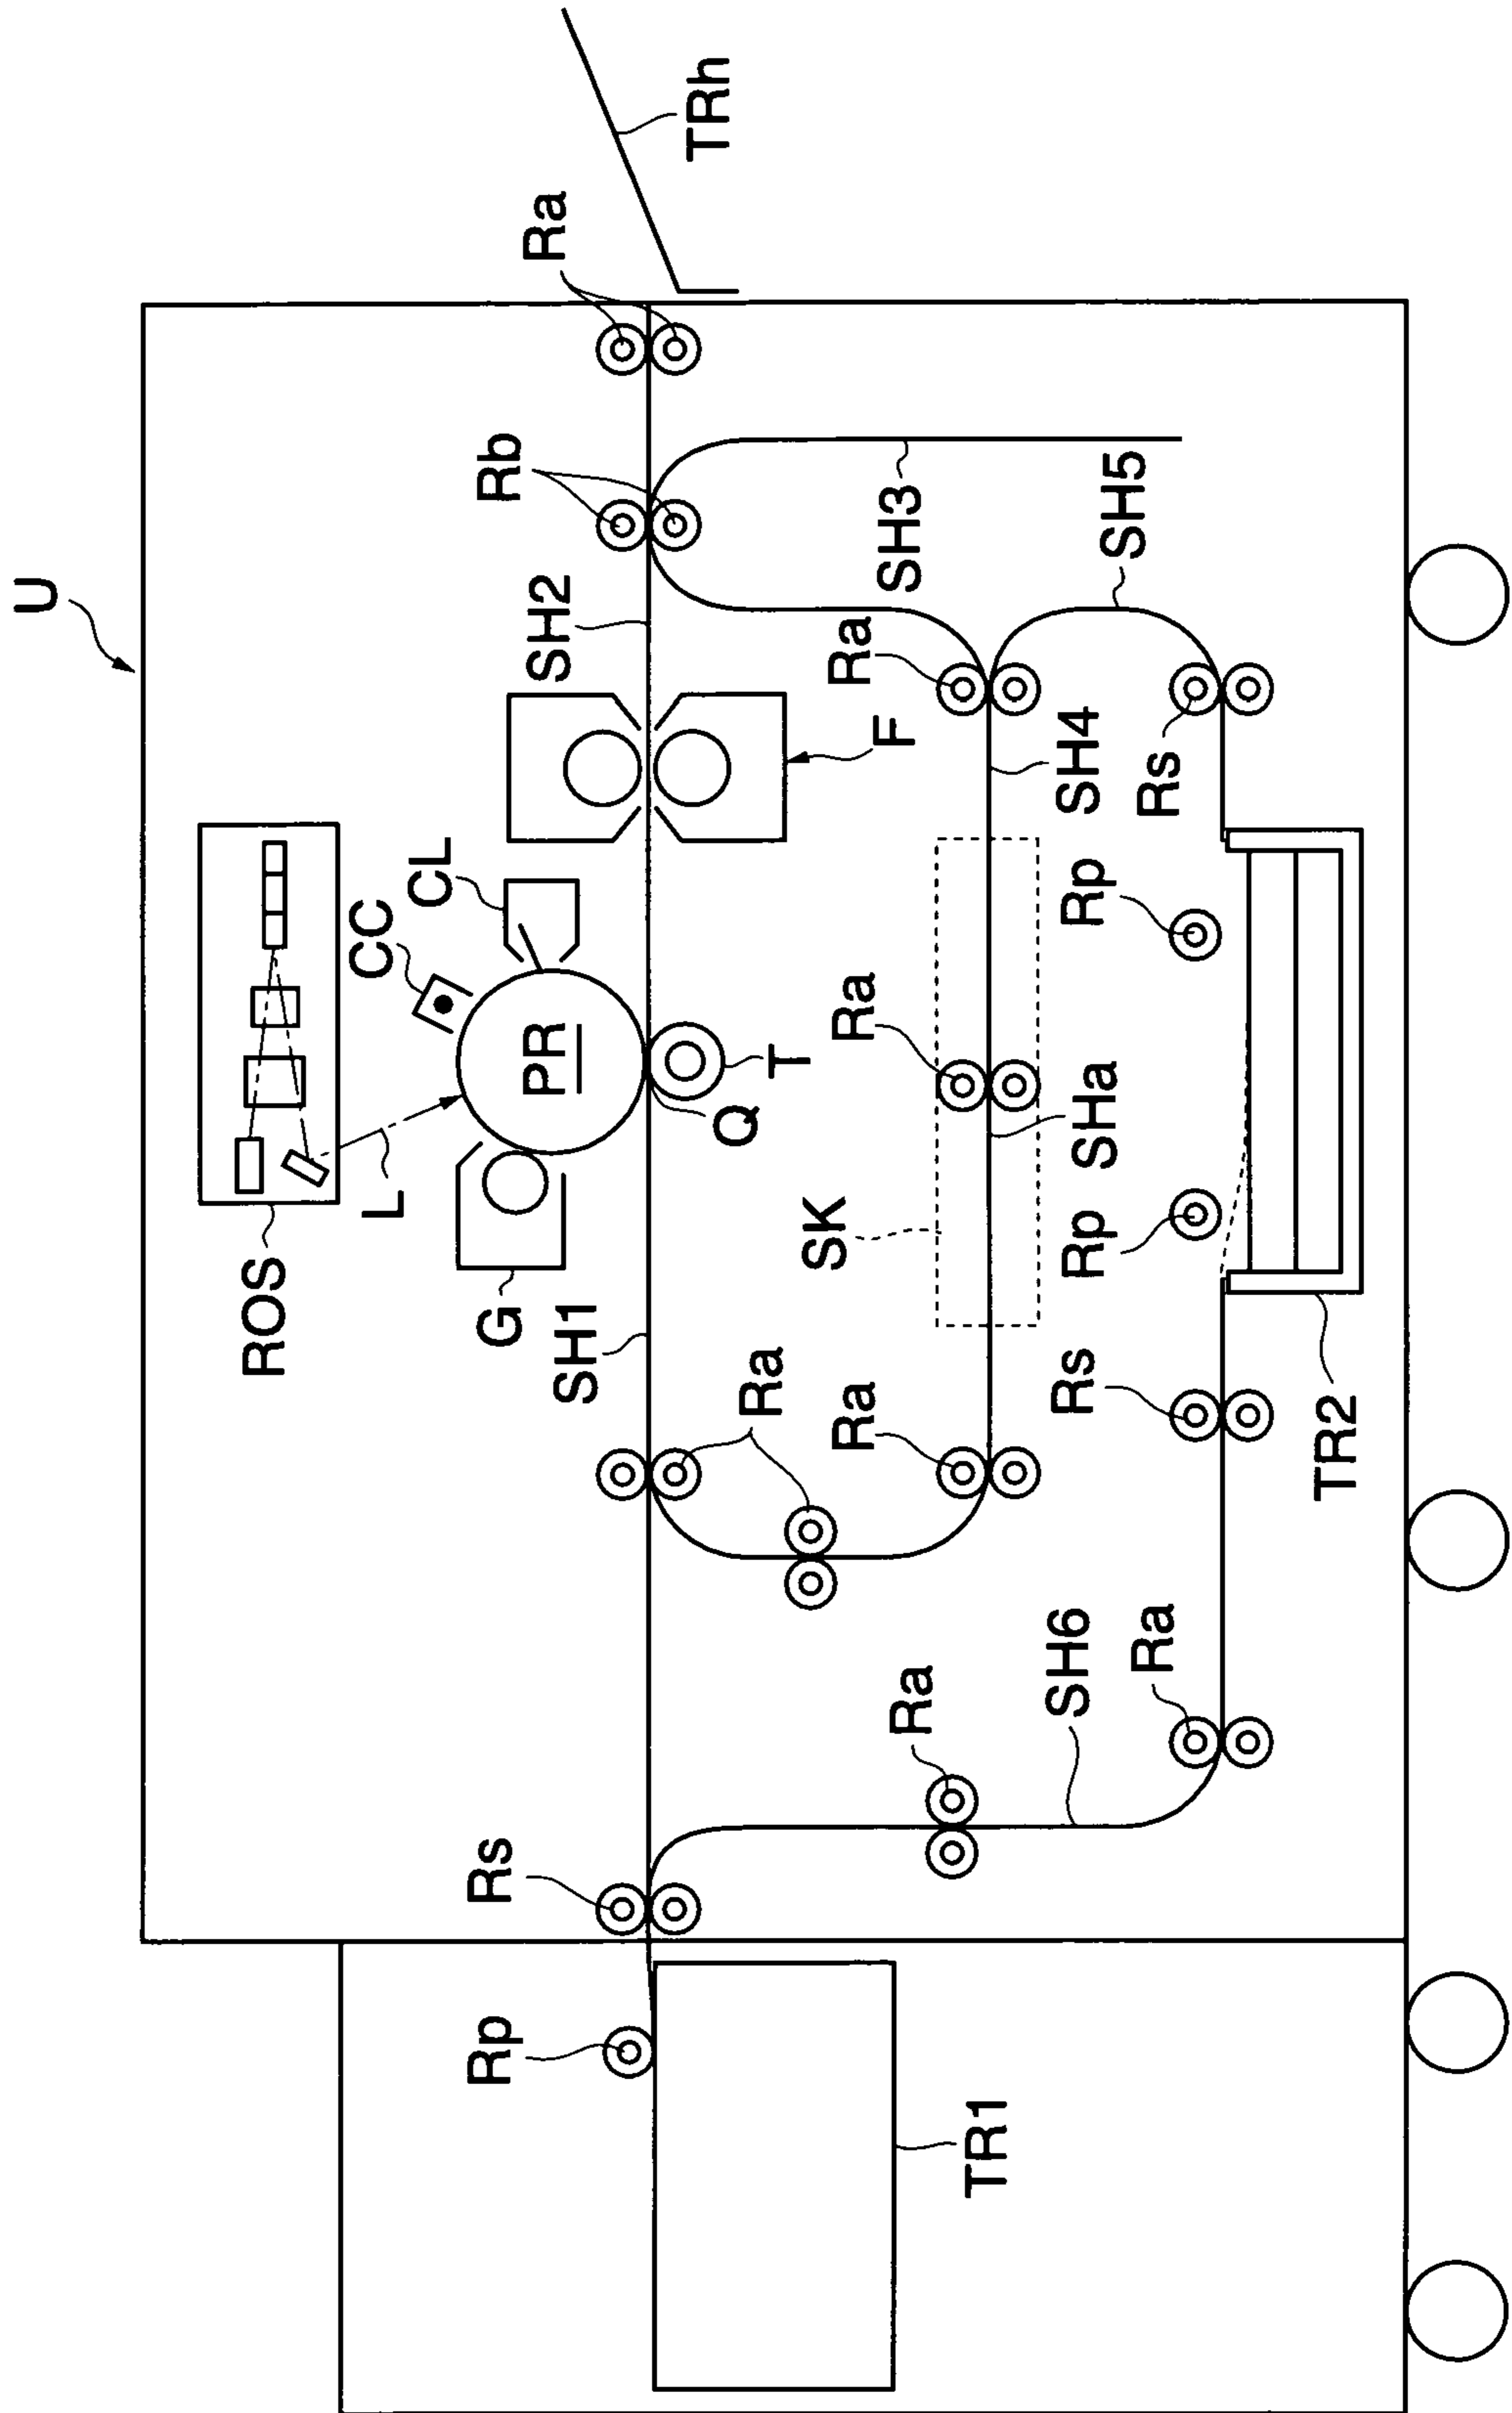 U
ROS
CC
L
CL
Rp
Rs
G
Rb
PR
SH2
Ra
SH1
TRh
Q
Ra
T
SK
Ra
Ra
Ra
F
SH3
Ra
TR1
SH6
Rs
SH4
Rp
SHa
Rp
SH5
Ra
Rs
TR2